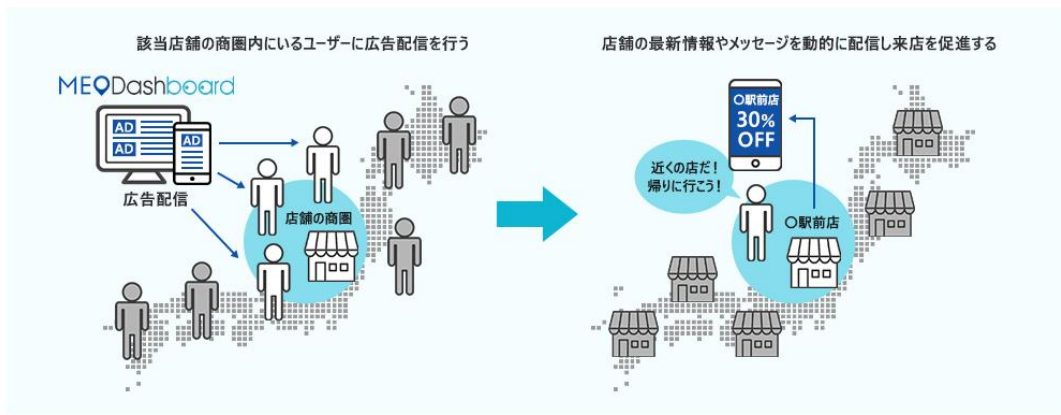 該当店舗の商圏内にいるユーザーに広告配信を行う
MEODashboard
AD
AD
AD
広告配信
店舗の商圏
店舗の最新情報やメッセージを動的に配信し来店を促進する
〇駅前店
30%
OFF
近くの店だ！
帰りに行こう！
〇駅前店